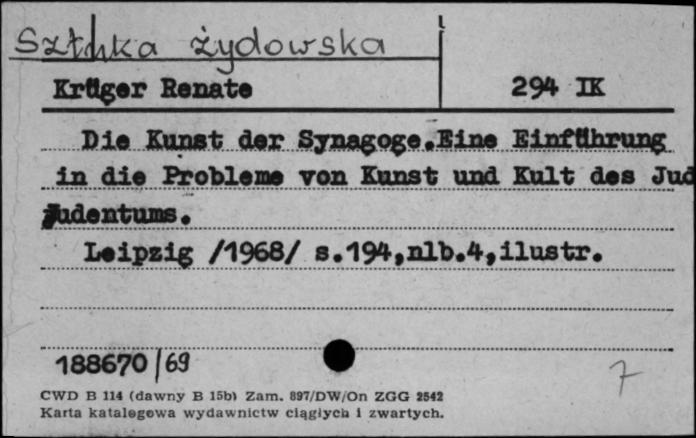 Sztuka żydowska
Krüger Renate
294 IK
Die Kunst der Synagoge.Eine Einführung
in die Probleme von Kunst und Kult des Jud
Judentums.
Leipzig /1968/ s.194,nlb.4,ilustr.
188670/69
7
CWD B 114 (dawny B 15b) Zam. 897/DW/On ZGG 2542
Karta katalogowa wydawnictw ciągłych i zwartych.